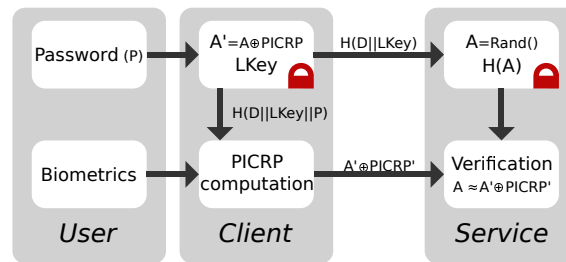 Password (P)
A'=A⊕PICRP
LKey
H(D||LKey)
A=Rand()
H(A)
H(D||LKey||P)
Biometrics
PICRP
computation
A'⊕PICRP'
Verification
A ≈A'⊕PICRP'
User
Client
Service